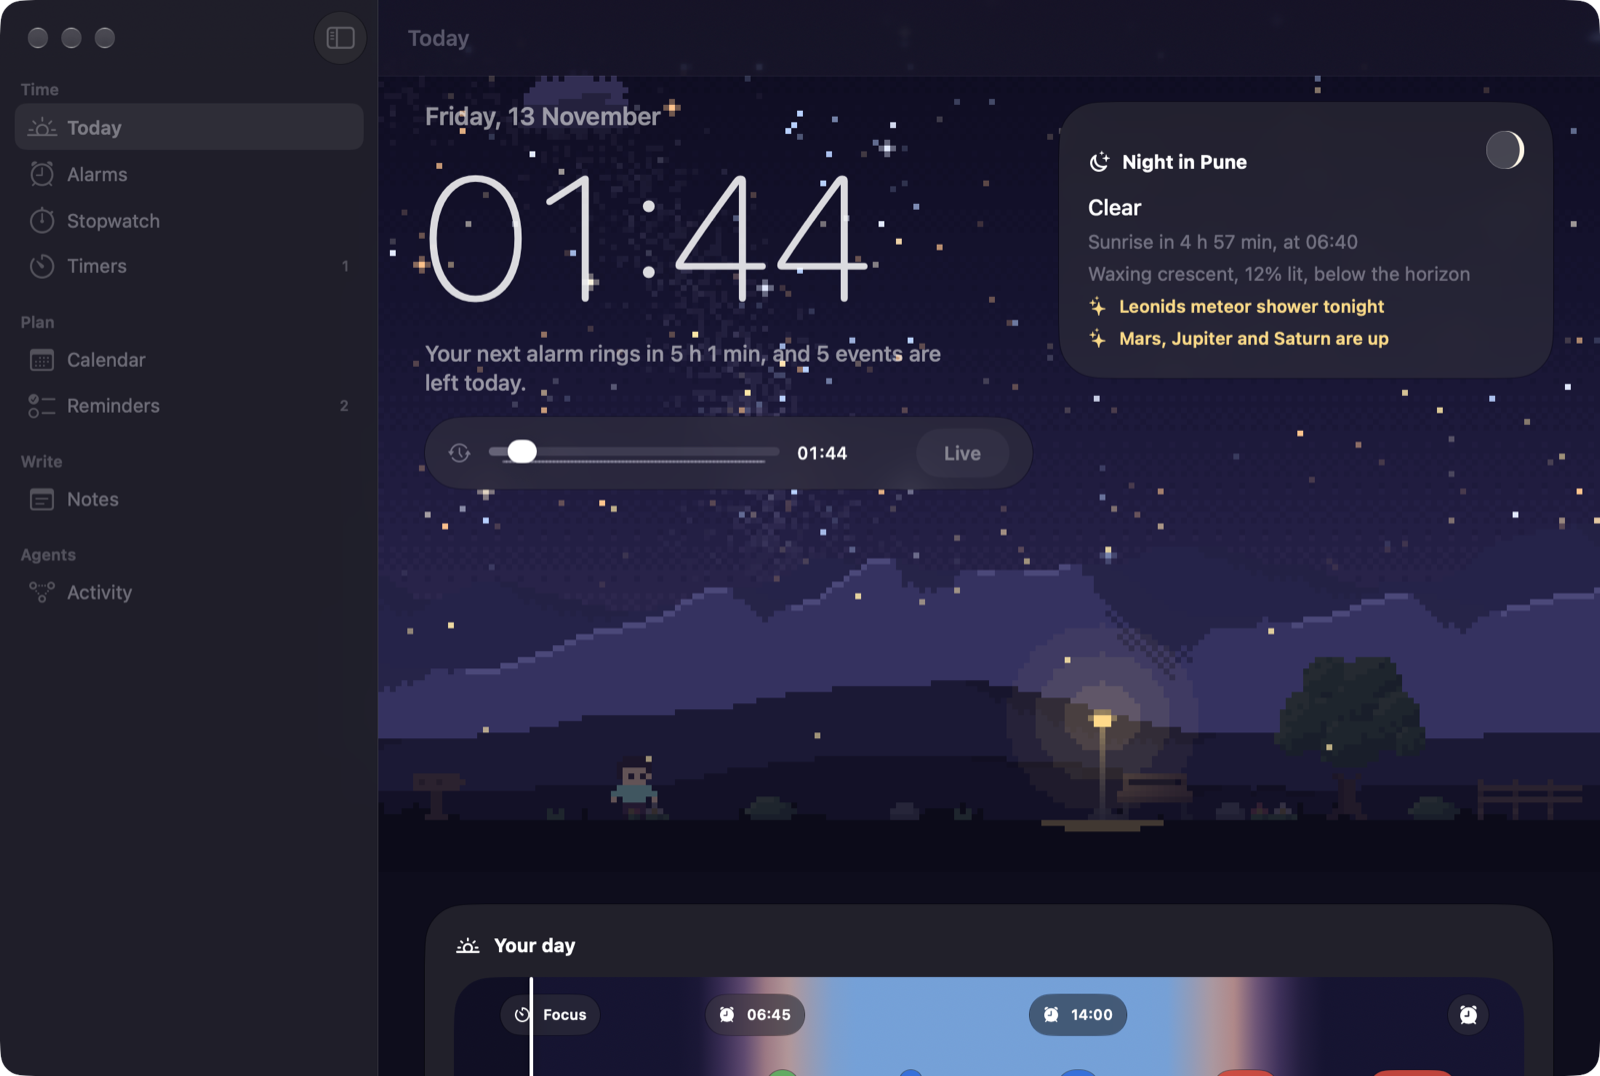 Today
Time
Today
Alarms
Stopwatch
Timers 1
Plan
Calendar
Reminders 2
Write
Notes
Agents
Activity
Friday, 13 November
01:44
Your next alarm rings in 5 h 1 min, and 5 events are
left today.
01:44 Live
Night in Pune
Clear
Sunrise in 4 h 57 min, at 06:40
Waxing crescent, 12% lit, below the horizon
Leonids meteor shower tonight
Mars, Jupiter and Saturn are up
Your day
Focus 06:45 14:00